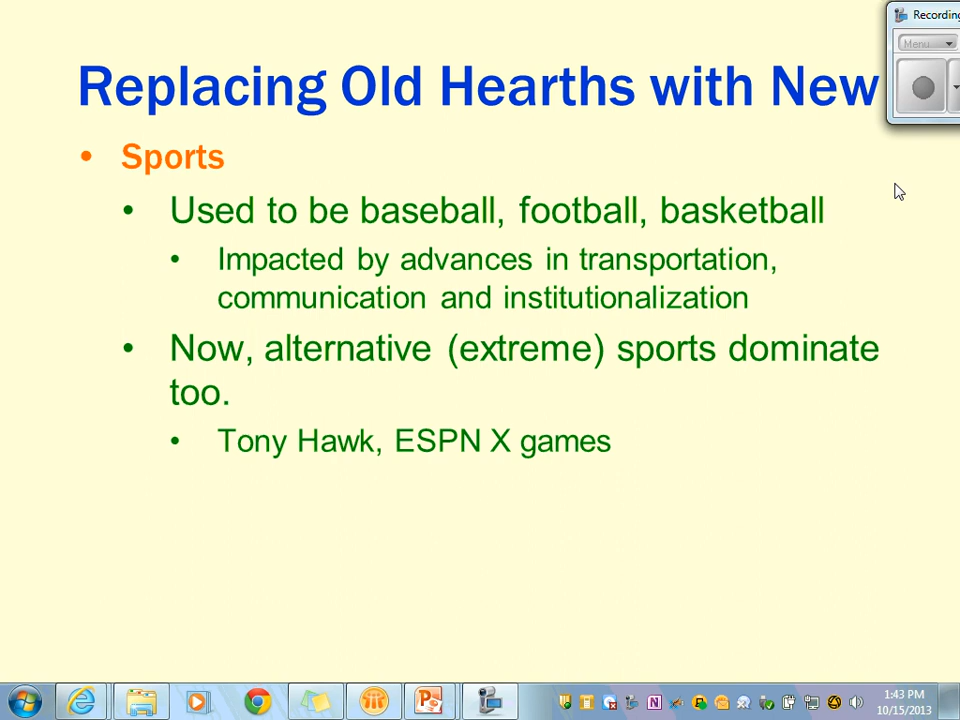 Replacing Old Hearths with New
• Sports
• Used to be baseball, football, basketball
• Impacted by advances in transportation,
communication and institutionalization
• Now, alternative (extreme) sports dominate
too.
• Tony Hawk, ESPN X games
Recording
Menu
1:43 PM
10/15/2013